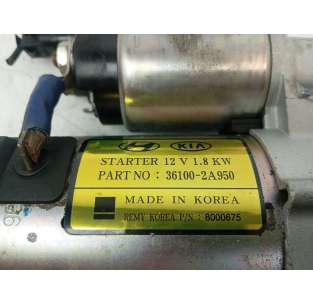 KIA
STARTER 12 V 1.8 KW
PART NO : 36100-2A950
MADE IN KOREA
REMY KOREA P/N : 8000675